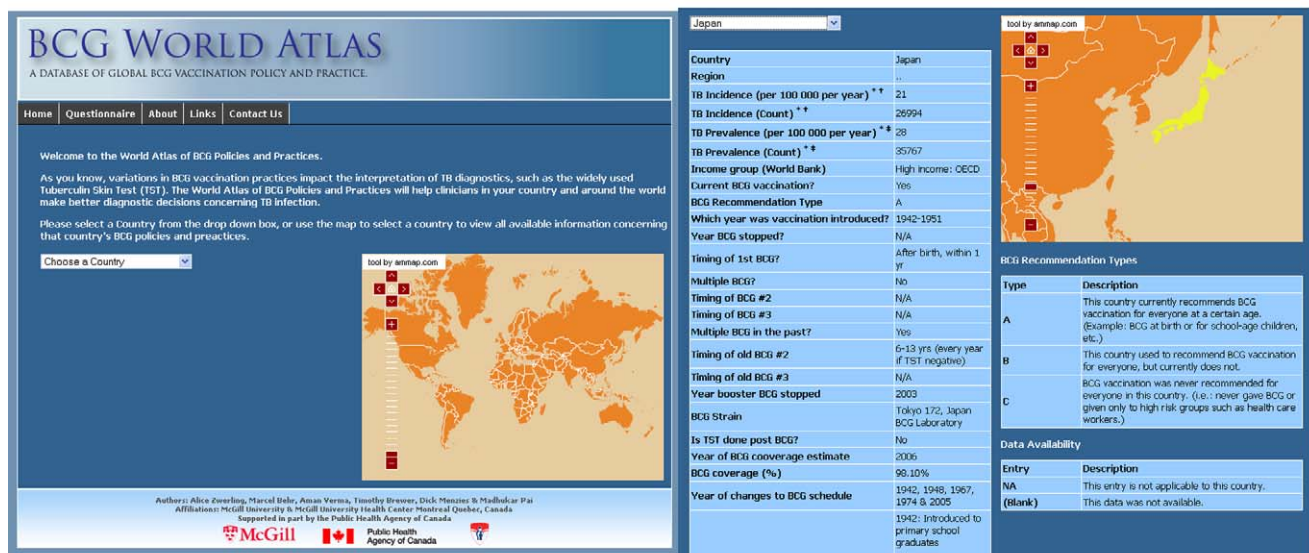 BCG WORLD ATLAS
A DATABASE OF GLOBAL BCG VACCINATION POLICY AND PRACTICE.
Home Questionnaire About Links Contact Us
Welcome to the World Atlas of BCG Policies and Practices.
As you know, variations in BCG vaccination practices impact the interpretation of TB diagnostics, such as the widely used
Tuberculin Skin Test (TST). The World Atlas of BCG Policies and Practices will help clinicians in your country and around the world
make better diagnostic decisions concerning TB infection.
Please select a Country from the drop down box, or use the map to select a country to view all available information concerning
that country's BCG policies and preactices.
Choose a Country
tool by ammap.com
Authors: Alice Zwerling, Marcel Behr, Aman Verma, Timothy Brewer, Dick Menzies & Madhukar Pai
Affiliations: McGill University & McGill University Health Center Montreal Quebec, Canada
Supported in part by the Public Health Agency of Canada
McGill
Public Health
Agency of Canada
Japan
Country Japan
Region ..
TB Incidence (per 100 000 per year) * † 21
TB Incidence (Count) * † 26994
TB Prevalence (per 100 000 per year) * ‡ 28
TB Prevalence (Count) * ‡ 35767
Income group (World Bank) High income: OECD
Current BCG vaccination? Yes
BCG Recommendation Type A
Which year was vaccination introduced? 1942-1951
Year BCG stopped? N/A
Timing of 1st BCG? After birth, within 1
yr
Multiple BCG? No
Timing of BCG #2 N/A
Timing of BCG #3 N/A
Multiple BCG in the past? Yes
Timing of old BCG #2 6-13 yrs (every year
if TST negative)
Timing of old BCG #3 N/A
Year booster BCG stopped 2003
BCG Strain Tokyo 172, Japan
BCG Laboratory
Is TST done post BCG? No
Year of BCG cooverage estimate 2006
BCG coverage (%) 98.10%
Year of changes to BCG schedule 1942, 1948, 1967,
1974 & 2005
1942: Introduced to
primary school
graduates
tool by ammap.com
BCG Recommendation Types
Type Description
A This country currently recommends BCG
vaccination for everyone at a certain age.
(Example: BCG at birth or for school-age children,
etc.)
B This country used to recommend BCG vaccination
for everyone, but currently does not.
C BCG vaccination was never recommended for
everyone in this country. (i.e.: never gave BCG or
given only to high risk groups such as health care
workers.)
Data Availability
Entry Description
NA This entry is not applicable to this country.
(Blank) This data was not available.